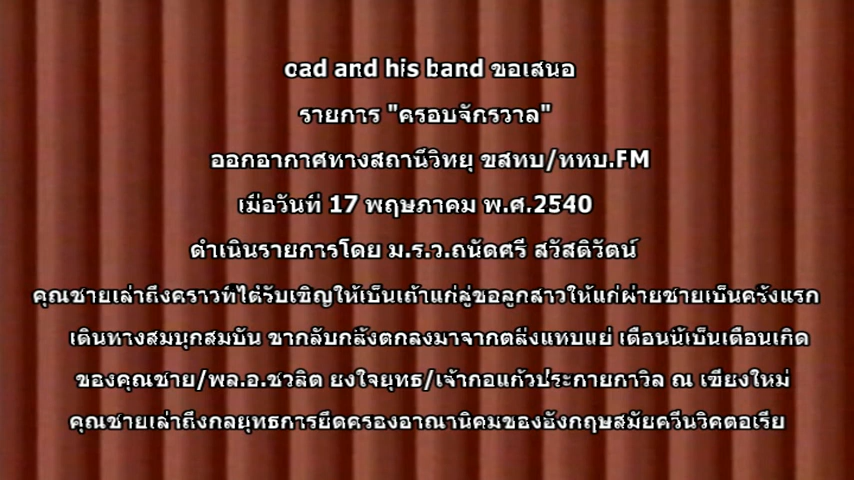 oad and his band ขอเสนอ
รายการ "ครอบจักรวาล"
ออกอากาศทางสถานีวิทยุ ขสทบ/ททบ.FM
เมื่อวันที่ 17 พฤษภาคม พ.ศ.2540
ดำเนินรายการโดย ม.ร.ว.ถนัดศรี สวัสดิวัตน์
คุณชายเล่าถึงคราวที่ได้รับเชิญให้เป็นเถ้าแก่สู่ขอลูกสาวให้แก่ฝ่ายชายเป็นครั้งแรก
เดินทางสมบุกสมบัน ขากลับกลิ้งตกลงมาจากตลิ่งแทบแย่ เดือนนี้เป็นเดือนเกิด
ของคุณชาย/พล.อ.ชวลิต ยงใจยุทธ/เจ้ากอแก้วประกายกาวิล ณ เชียงใหม่
คุณชายเล่าถึงกลยุทธการยึดครองอาณานิคมของอังกฤษสมัยควีนวิคตอเรีย